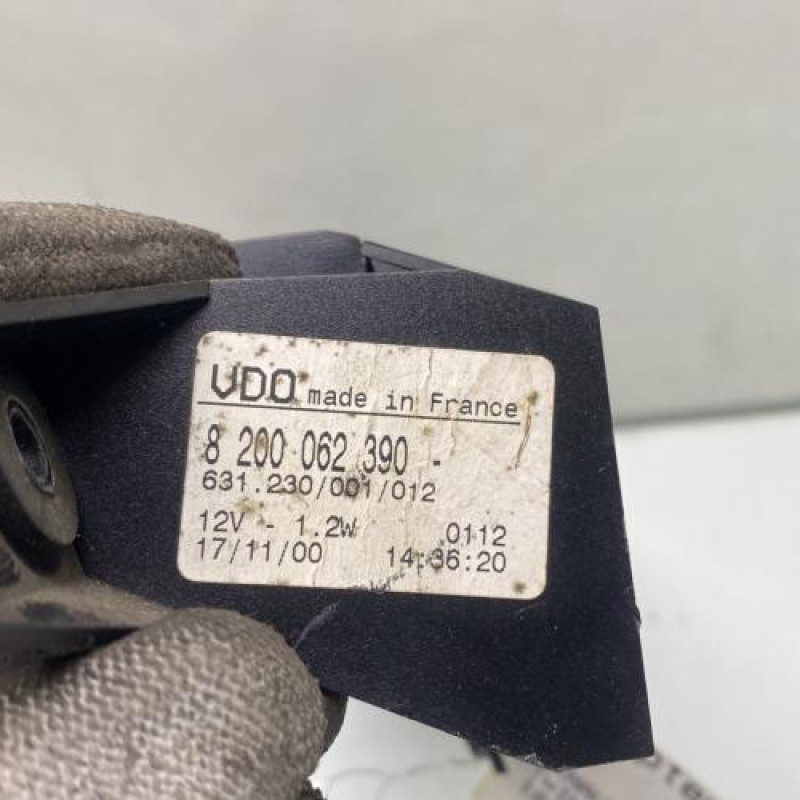 VDO made in France
8 200 062 390 -
631.230/001/012
12V - 1.2W 0112
17/11/00 14:36:20